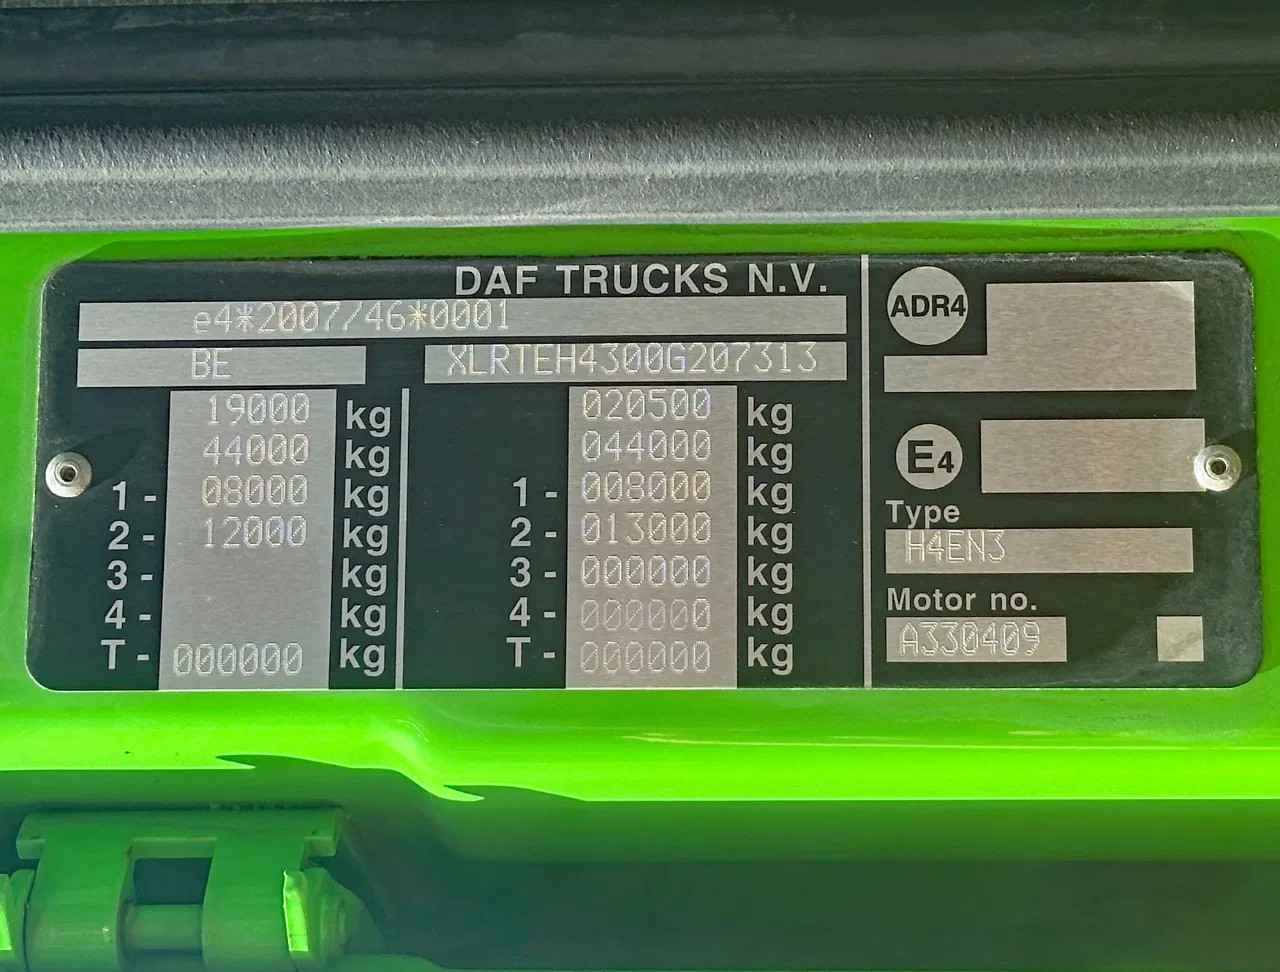 DAF TRUCKS N.V.
e4*2007/46*0001
BE XLRTEH4300G207313
19000 kg 020500 kg
44000 kg 044000 kg
1 - 08000 kg 1 - 008000 kg
2 - 12000 kg 2 - 013000 kg
3 - kg 3 - 000000 kg
4 - kg 4 - 000000 kg
T - 000000 kg T - 000000 kg
ADR4
E4
Type
H4EN3
Motor no.
A330409